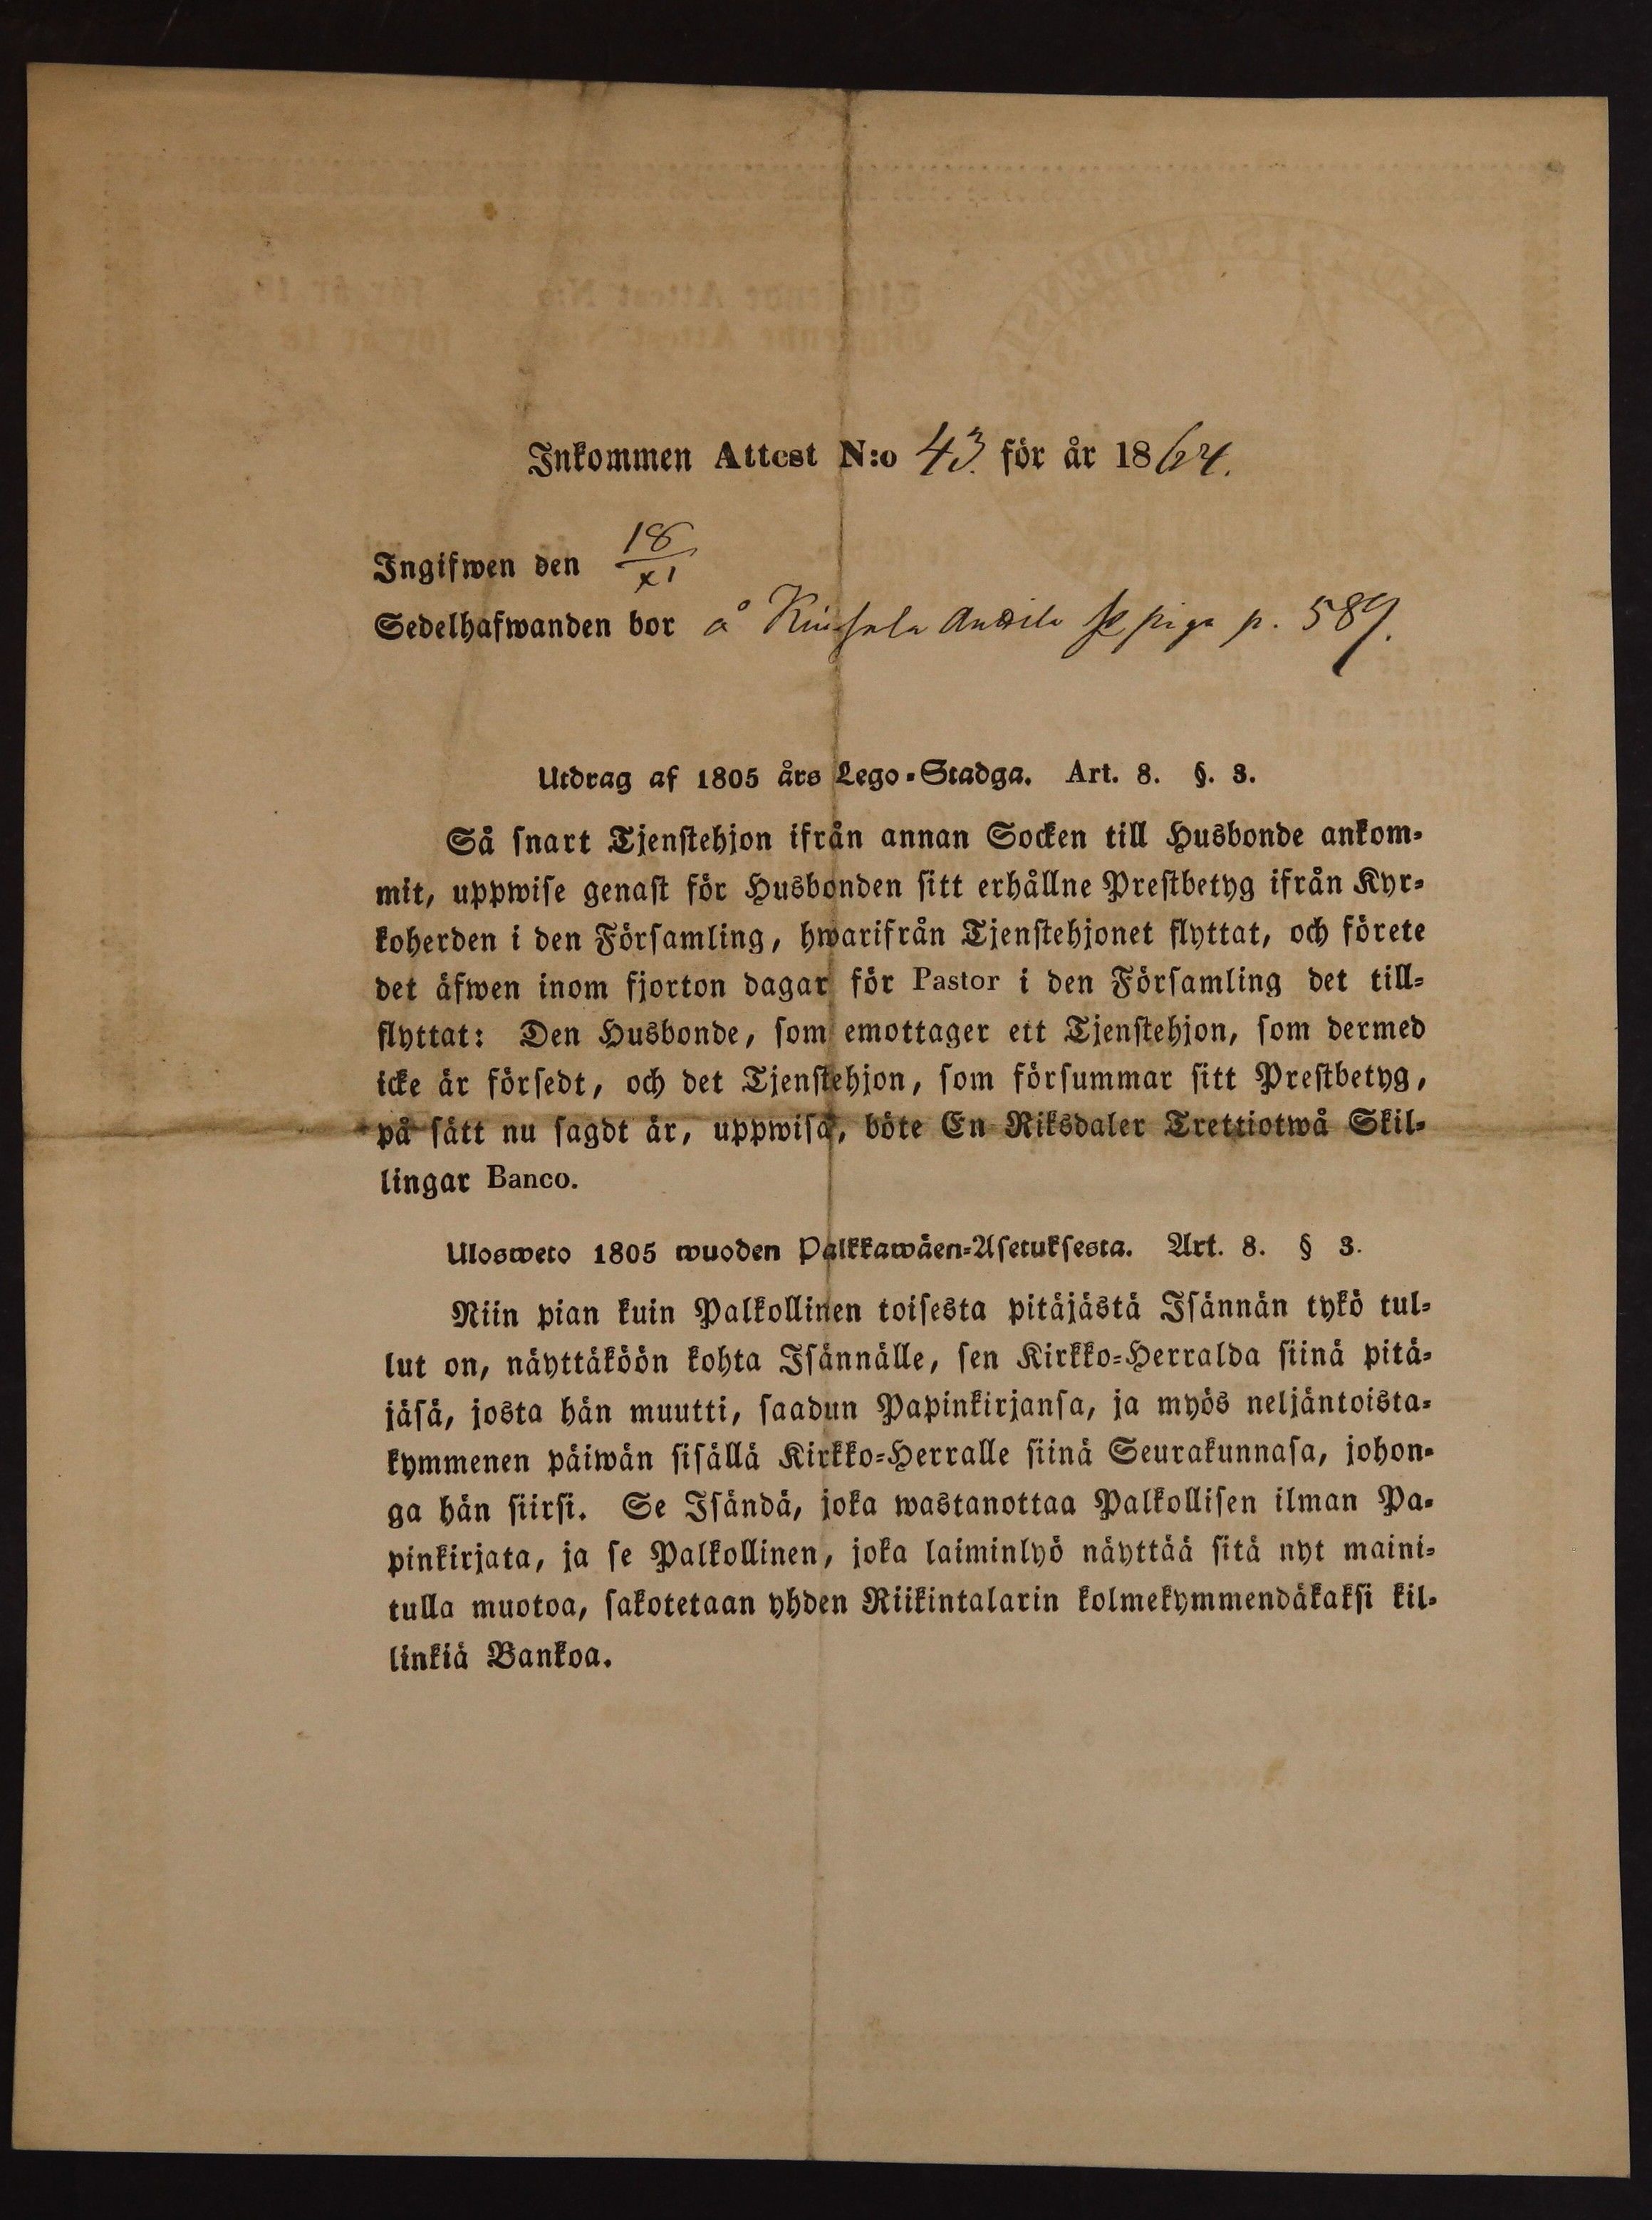 Inkommen Attest N:o 43. för år 1864.
Ingifwen den 18/XI
Sedelhafwanden bor å piga p. 589.
Utdrag af 1805 års Lego-Stadga. Art. 8. §. 3.
Så snart Tjenstehjon ifrån annan Socken till Husbonde ankom-
mit, uppwise genast för Husbonden sitt erhållne Prestbetyg ifrån Kyr-
koherden i den Församling, hwarifrån Tjenstehjonet flyttat, och förete
det äfwen inom fjorton dagar för Pastor i den Församling det till-
flyttat: Den Husbonde, som emottager ett Tjenstehjon, som dermed
icke är försedt, och det Tjenstehjon, som försummar sitt Prestbetyg,
på sätt nu sagdt är, uppwisa, böte En Riksdaler Trettiotwå Skil-
lingar Banco.
Ulosweto 1805 wuoden Palkkawäen-Asetuksesta. Art. 8. § 3.
Niin pian kuin Palkollinen toisesta pitäjästä Isännän tykö tul-
lut on, näyttäköön kohta Isännälle, sen Kirkko-Herralda siinä pitä-
jäsä, josta hän muutti, saadun Papinkirjansa, ja myös neljäntoista-
kymmenen päiwän sisällä Kirkko-Herralle siinä Seurakunnasa, johon-
ga hän siirsi. Se Isändä, joka wastanottaa Palkollisen ilman Pa-
pinkirjata, ja se Palkollinen, joka laiminlyö näyttää sitä nyt maini-
tulla muotoa, sakotetaan yhden Riikintalarin kolmekymmendäkaksi kil-
linkiä Bankoa.